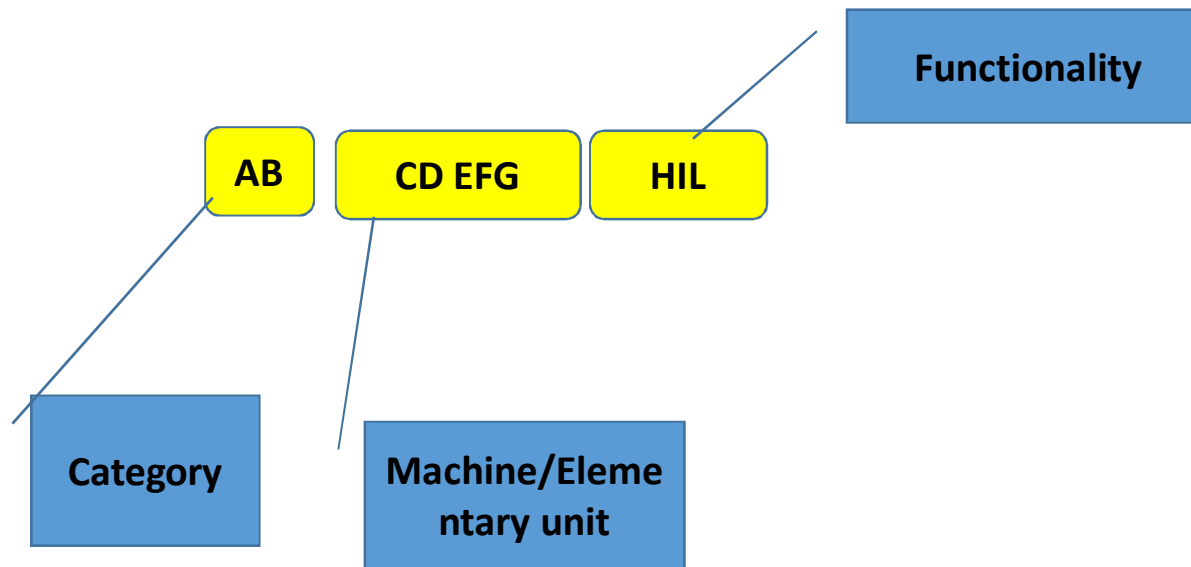 Functionality
AB
CD EFG
HIL
Category
Machine/Eleme
ntary unit